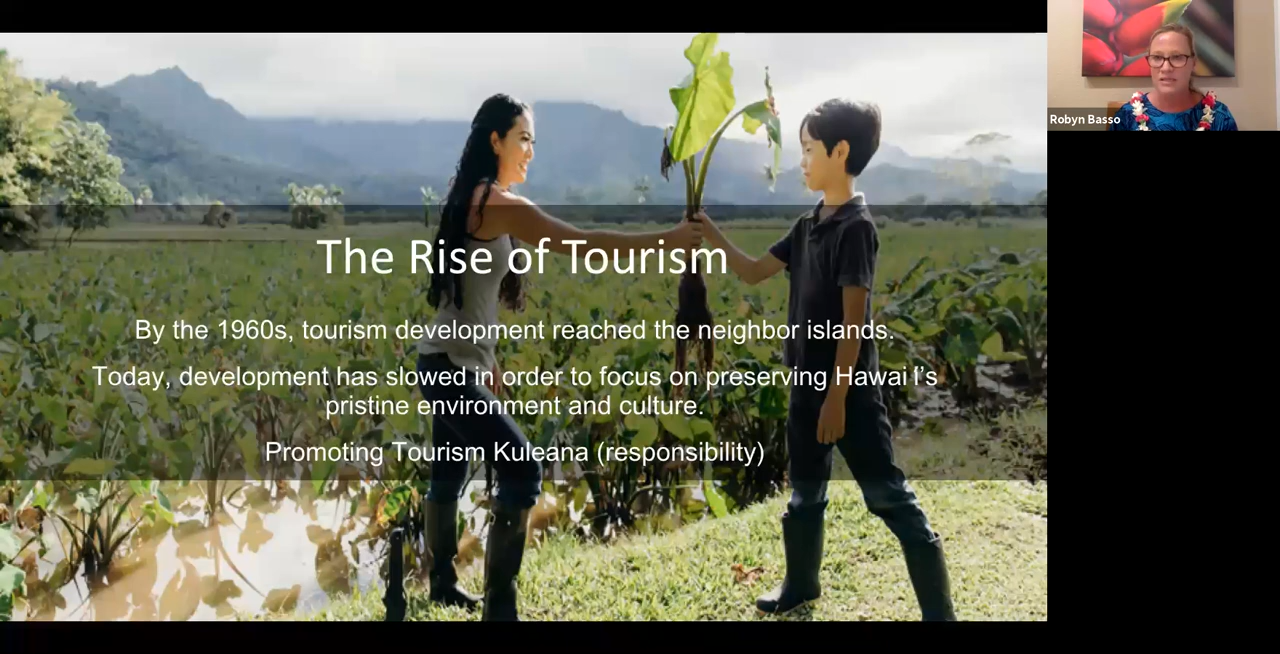 The Rise of Tourism
By the 1960s, tourism development reached the neighbor islands.
Today, development has slowed in order to focus on preserving Hawaiʻi’s
pristine environment and culture.
Promoting Tourism Kuleana (responsibility)
Robyn Basso